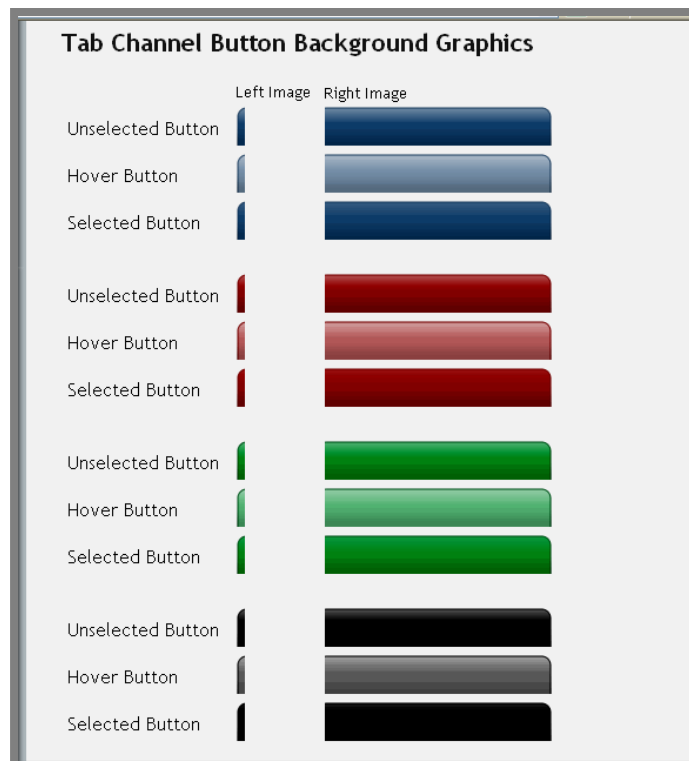 Tab Channel Button Background Graphics
Left Image Right Image
Unselected Button
Hover Button
Selected Button
Unselected Button
Hover Button
Selected Button
Unselected Button
Hover Button
Selected Button
Unselected Button
Hover Button
Selected Button